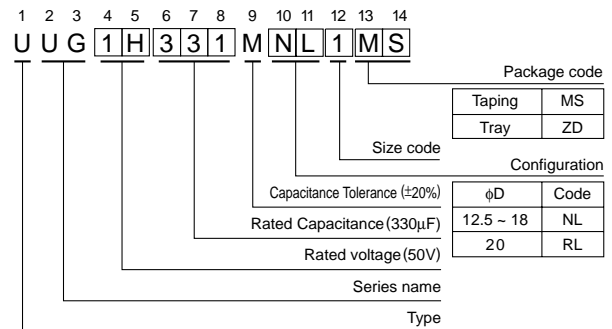 1 2 3 4 5 6 7 8 9 10 11 12 13 14
U U G 1 H 3 3 1 M N L 1 M S
Package code
Taping MS
Tray ZD
Size code
Configuration
Capacitance Tolerance (±20%)
ϕD Code
12.5 ~ 18 NL
20 RL
Rated Capacitance (330µF)
Rated voltage (50V)
Series name
Type